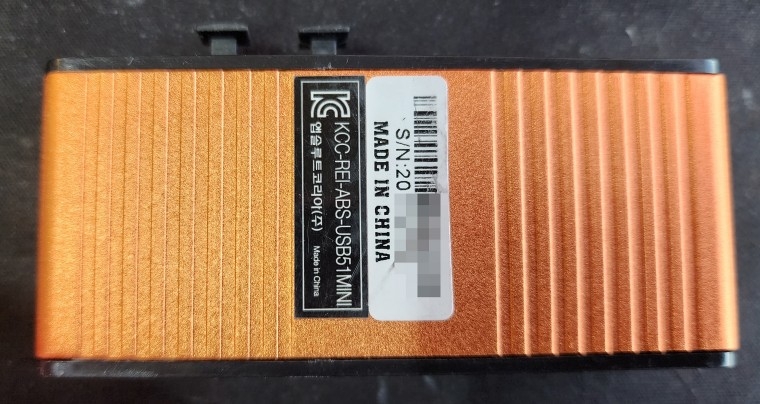 KCC-REI-ABS-USB51MINI
앱솔루트코리아(주) Made in China
S/N:20
MADE IN CHINA